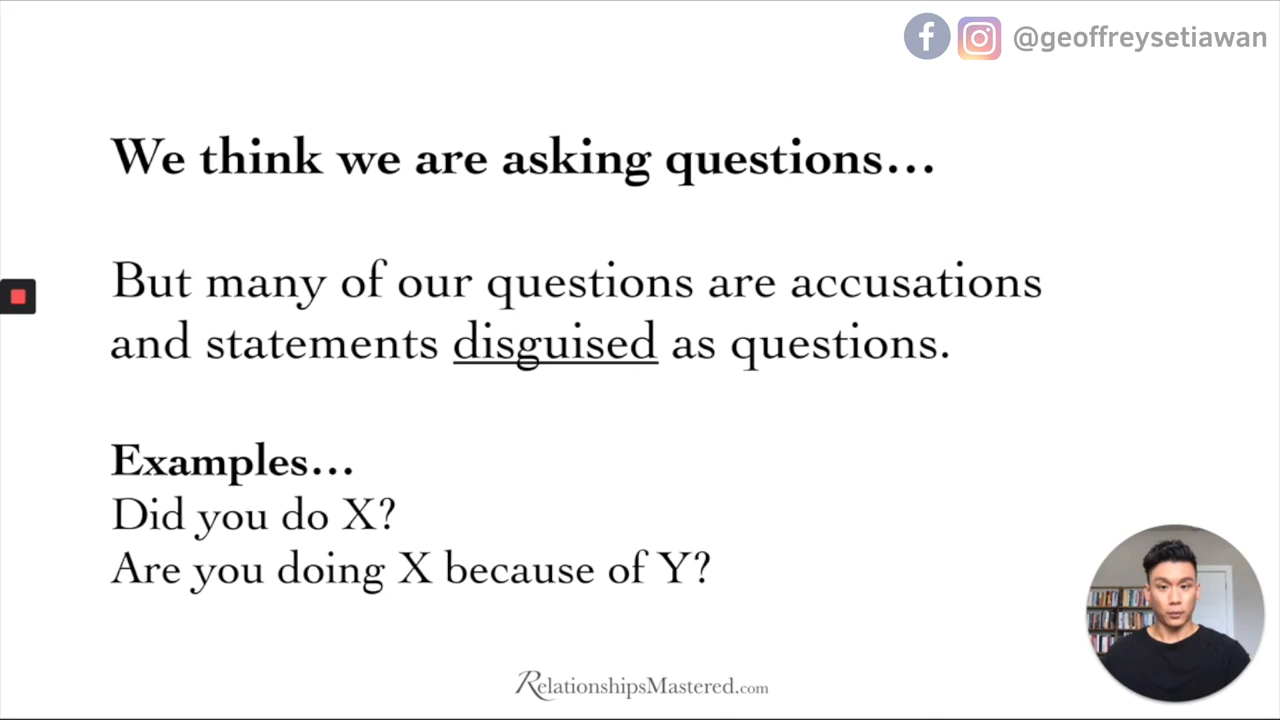 @geoffreysetiawan
We think we are asking questions…
But many of our questions are accusations
and statements disguised as questions.
Examples…
Did you do X?
Are you doing X because of Y?
RelationshipsMastered.com